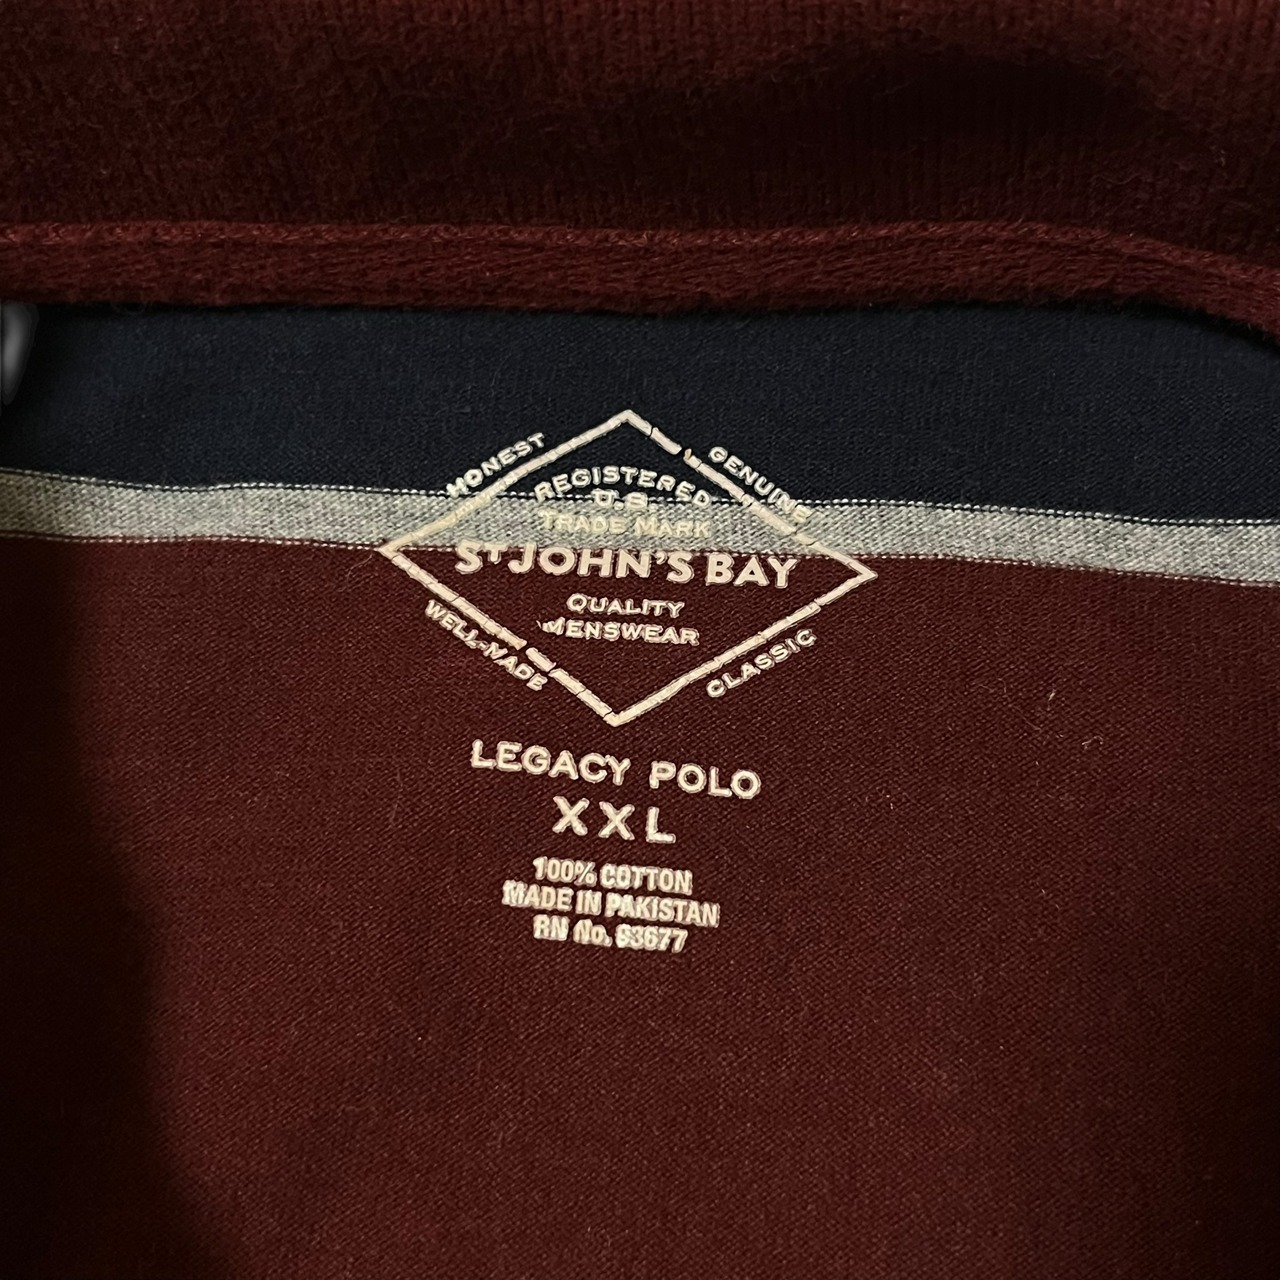 HONEST
GENUINE
REGISTERED
U.S.
TRADE MARK
ST JOHN'S BAY
QUALITY
MENSWEAR
WELL-MADE
CLASSIC
LEGACY POLO
XXL
100% COTTON
MADE IN PAKISTAN
RN No. 93677